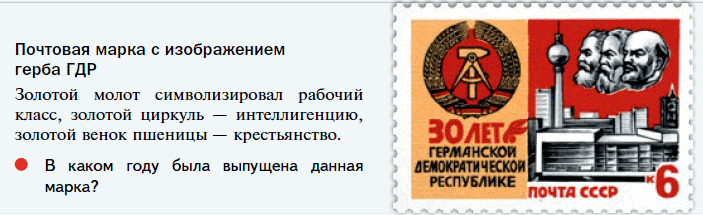 Почтовая марка с изображением
герба ГДР
Золотой молот символизировал рабочий
класс, золотой циркуль — интеллигенцию,
золотой венок пшеницы — крестьянство.
В каком году была выпущена данная
марка?
30 ЛЕТ
ГЕРМАНСКОЙ
ДЕМОКРАТИЧЕСКОЙ
РЕСПУБЛИКЕ
ПОЧТА СССР
к6